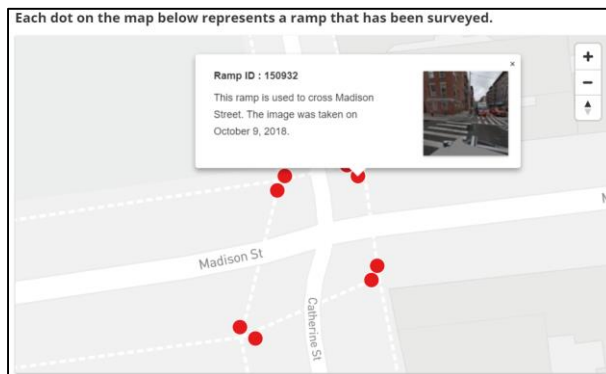 Each dot on the map below represents a ramp that has been surveyed.
Ramp ID : 150932
This ramp is used to cross Madison
Street. The image was taken on
October 9, 2018.
×
+
−
Madison St
Catherine St